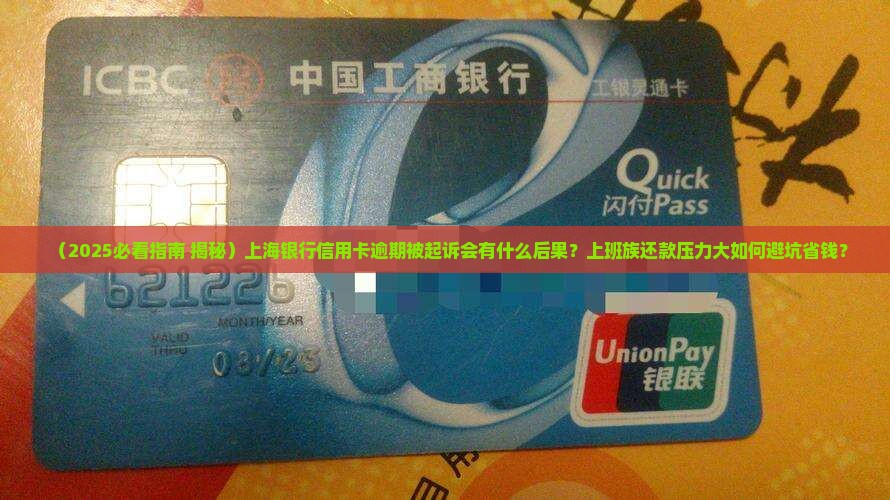 ICBC 中国工商银行
工银灵通卡
Quick
闪付Pass
（2025必看指南 揭秘）上海银行信用卡逾期被起诉会有什么后果？上班族还款压力大如何避坑省钱？
621226
MONTH/YEAR
VALID
THRU
UnionPay
银联